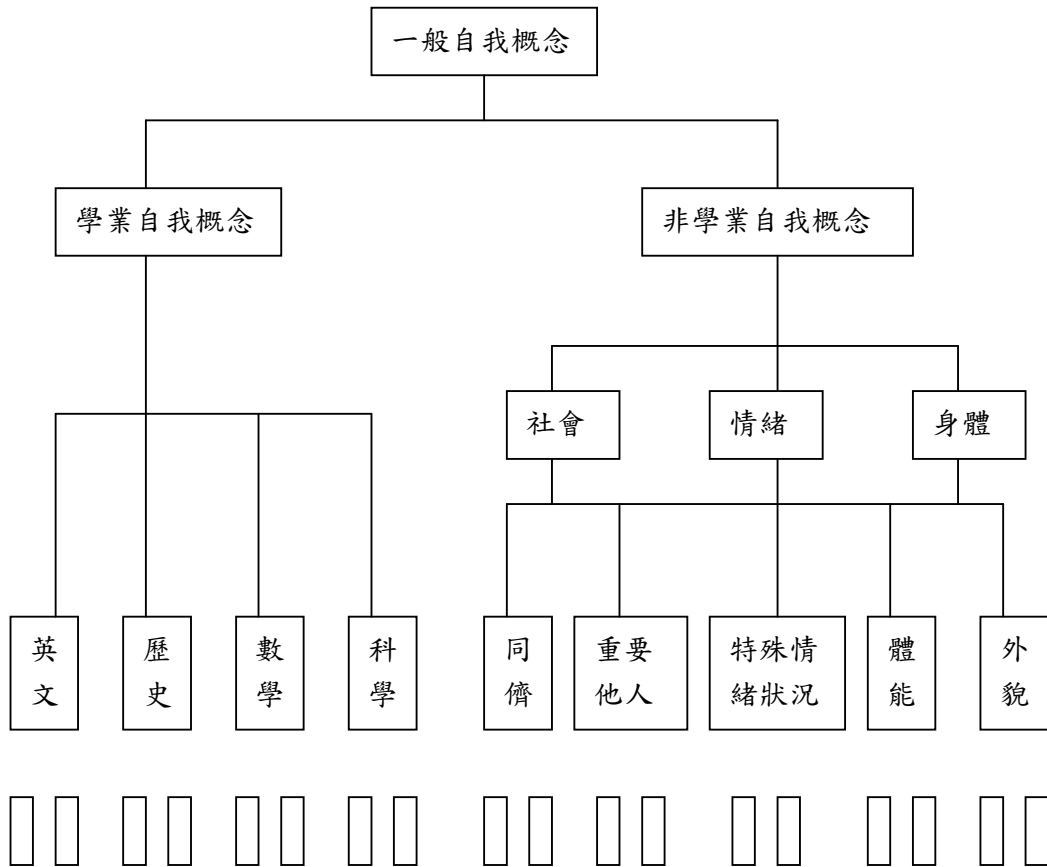 一般自我概念
學業自我概念
非學業自我概念
社會
情緒
身體
英
文
歷
史
數
學
科
學
同
儕
重要
他人
特殊情
緒狀況
體
能
外
貌